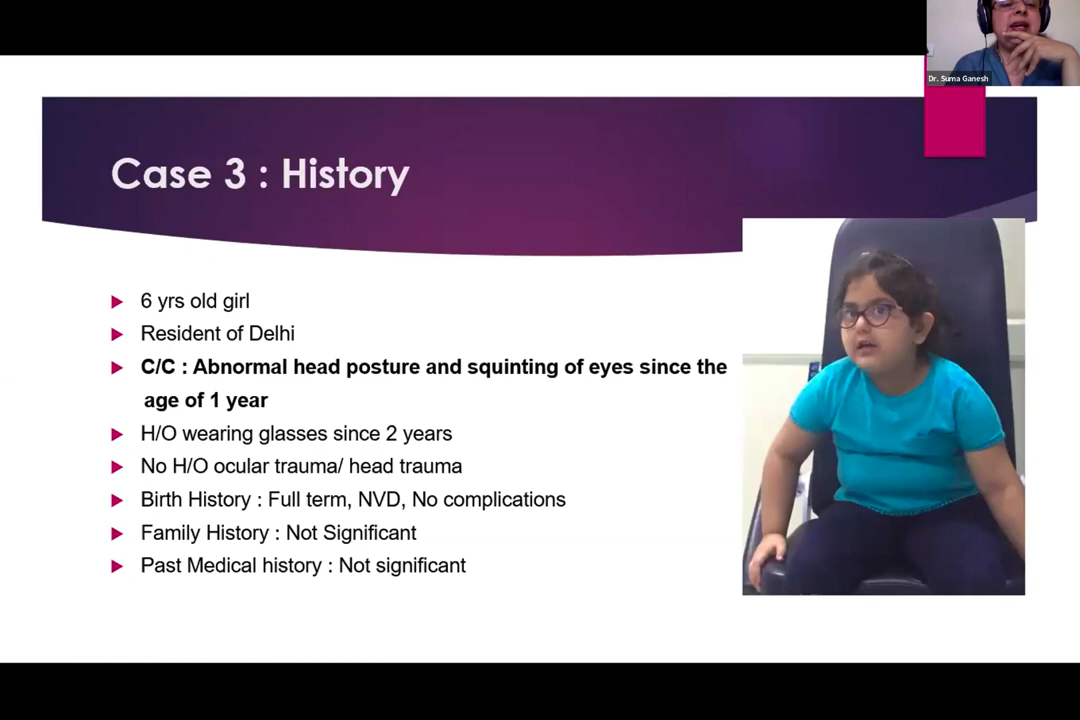 Dr. Suma Ganesh
Case 3 : History
6 yrs old girl
Resident of Delhi
C/C : Abnormal head posture and squinting of eyes since the
age of 1 year
H/O wearing glasses since 2 years
No H/O ocular trauma/ head trauma
Birth History : Full term, NVD, No complications
Family History : Not Significant
Past Medical history : Not significant